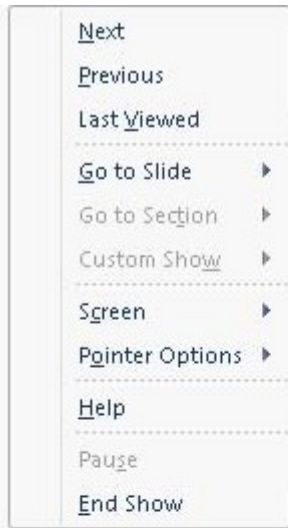 Next
Previous
Last Viewed
Go to Slide
Go to Section
Custom Show
Screen
Pointer Options
Help
Pause
End Show